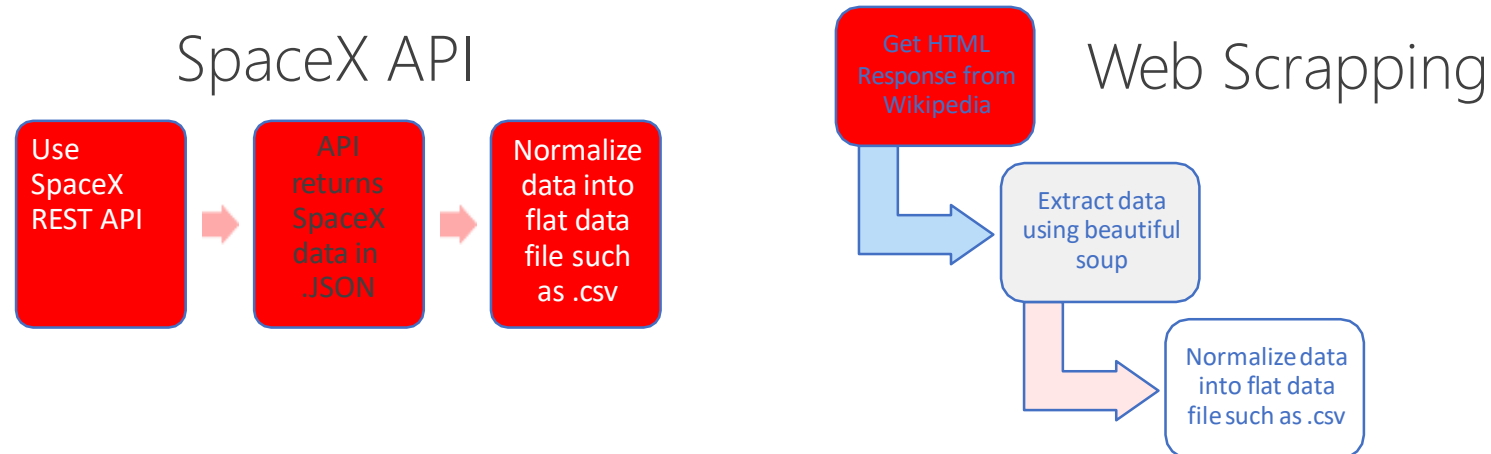 SpaceX API
Use
SpaceX
REST API
API
returns
SpaceX
data in
.JSON
Normalize
data into
flat data
file such
as .csv
Web Scrapping
Get HTML
Response from
Wikipedia
Extract data
using beautiful
soup
Normalize data
into flat data
file such as .csv